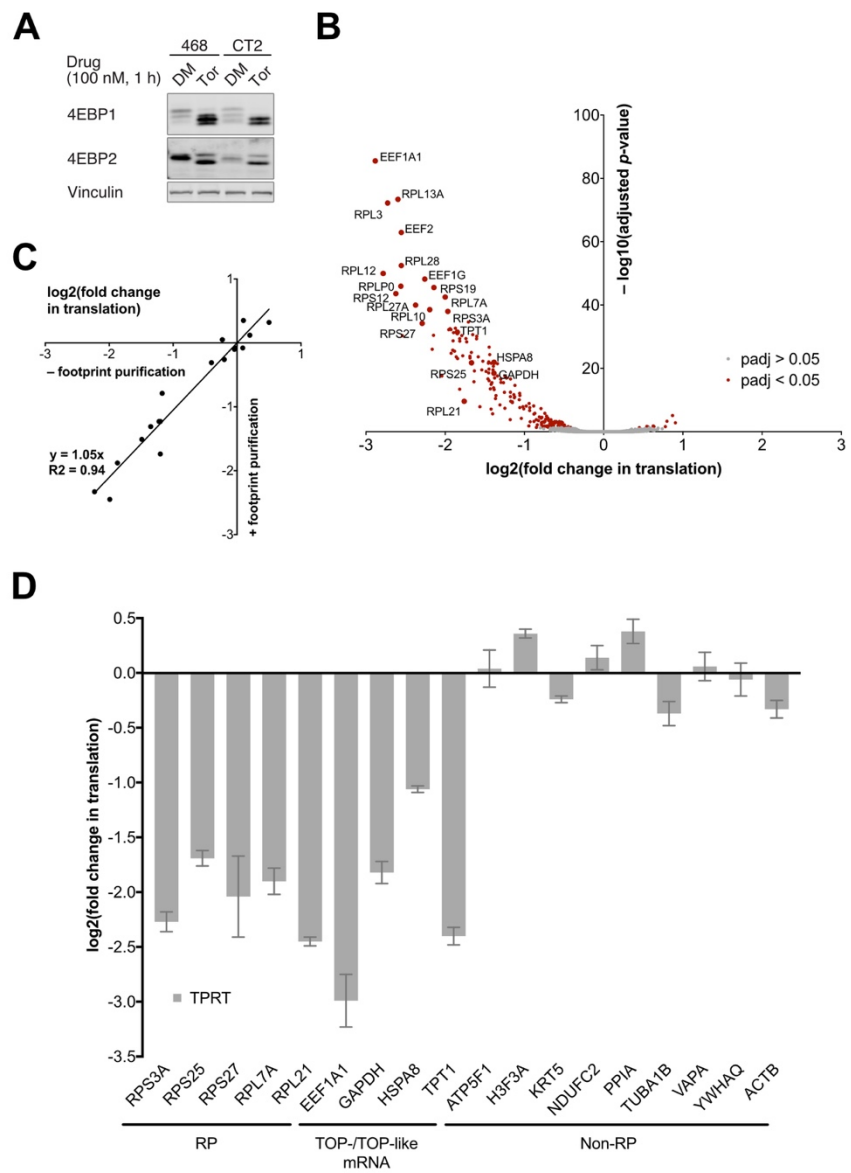 A
468 CT2
Drug
(100 nM, 1 h)
DM Tor DM Tor
4EBP1
4EBP2
Vinculin
B
100
80
60
40
20
– log10(adjusted p-value)
EEF1A1
RPL13A
RPL3
EEF2
RPL28
RPL12
EEF1G
RPLP0
RPS19
RPS12
RPL7A
RPL27A
RPS3A
RPL10
TPT1
RPS27
HSPA8
RPS25
GAPDH
RPL21
padj > 0.05
padj < 0.05
-3 -2 -1 0 1 2 3
log2(fold change in translation)
C
log2(fold change
in translation)
1
-3 -2 -1 0 1
– footprint purification
-1
-2
-3
+ footprint purification
y = 1.05x
R2 = 0.94
D
0.5
0.0
-0.5
-1.0
-1.5
-2.0
-2.5
-3.0
-3.5
log2(fold change in translation)
TPRT
RPS3A RPS25 RPS27 RPL7A RPL21 EEF1A1 GAPDH HSPA8 TPT1 ATP5F1 H3F3A KRT5 NDUFC2 PPIA TUBA1B VAPA YWHAQ ACTB
RP
TOP-/TOP-like
mRNA
Non-RP